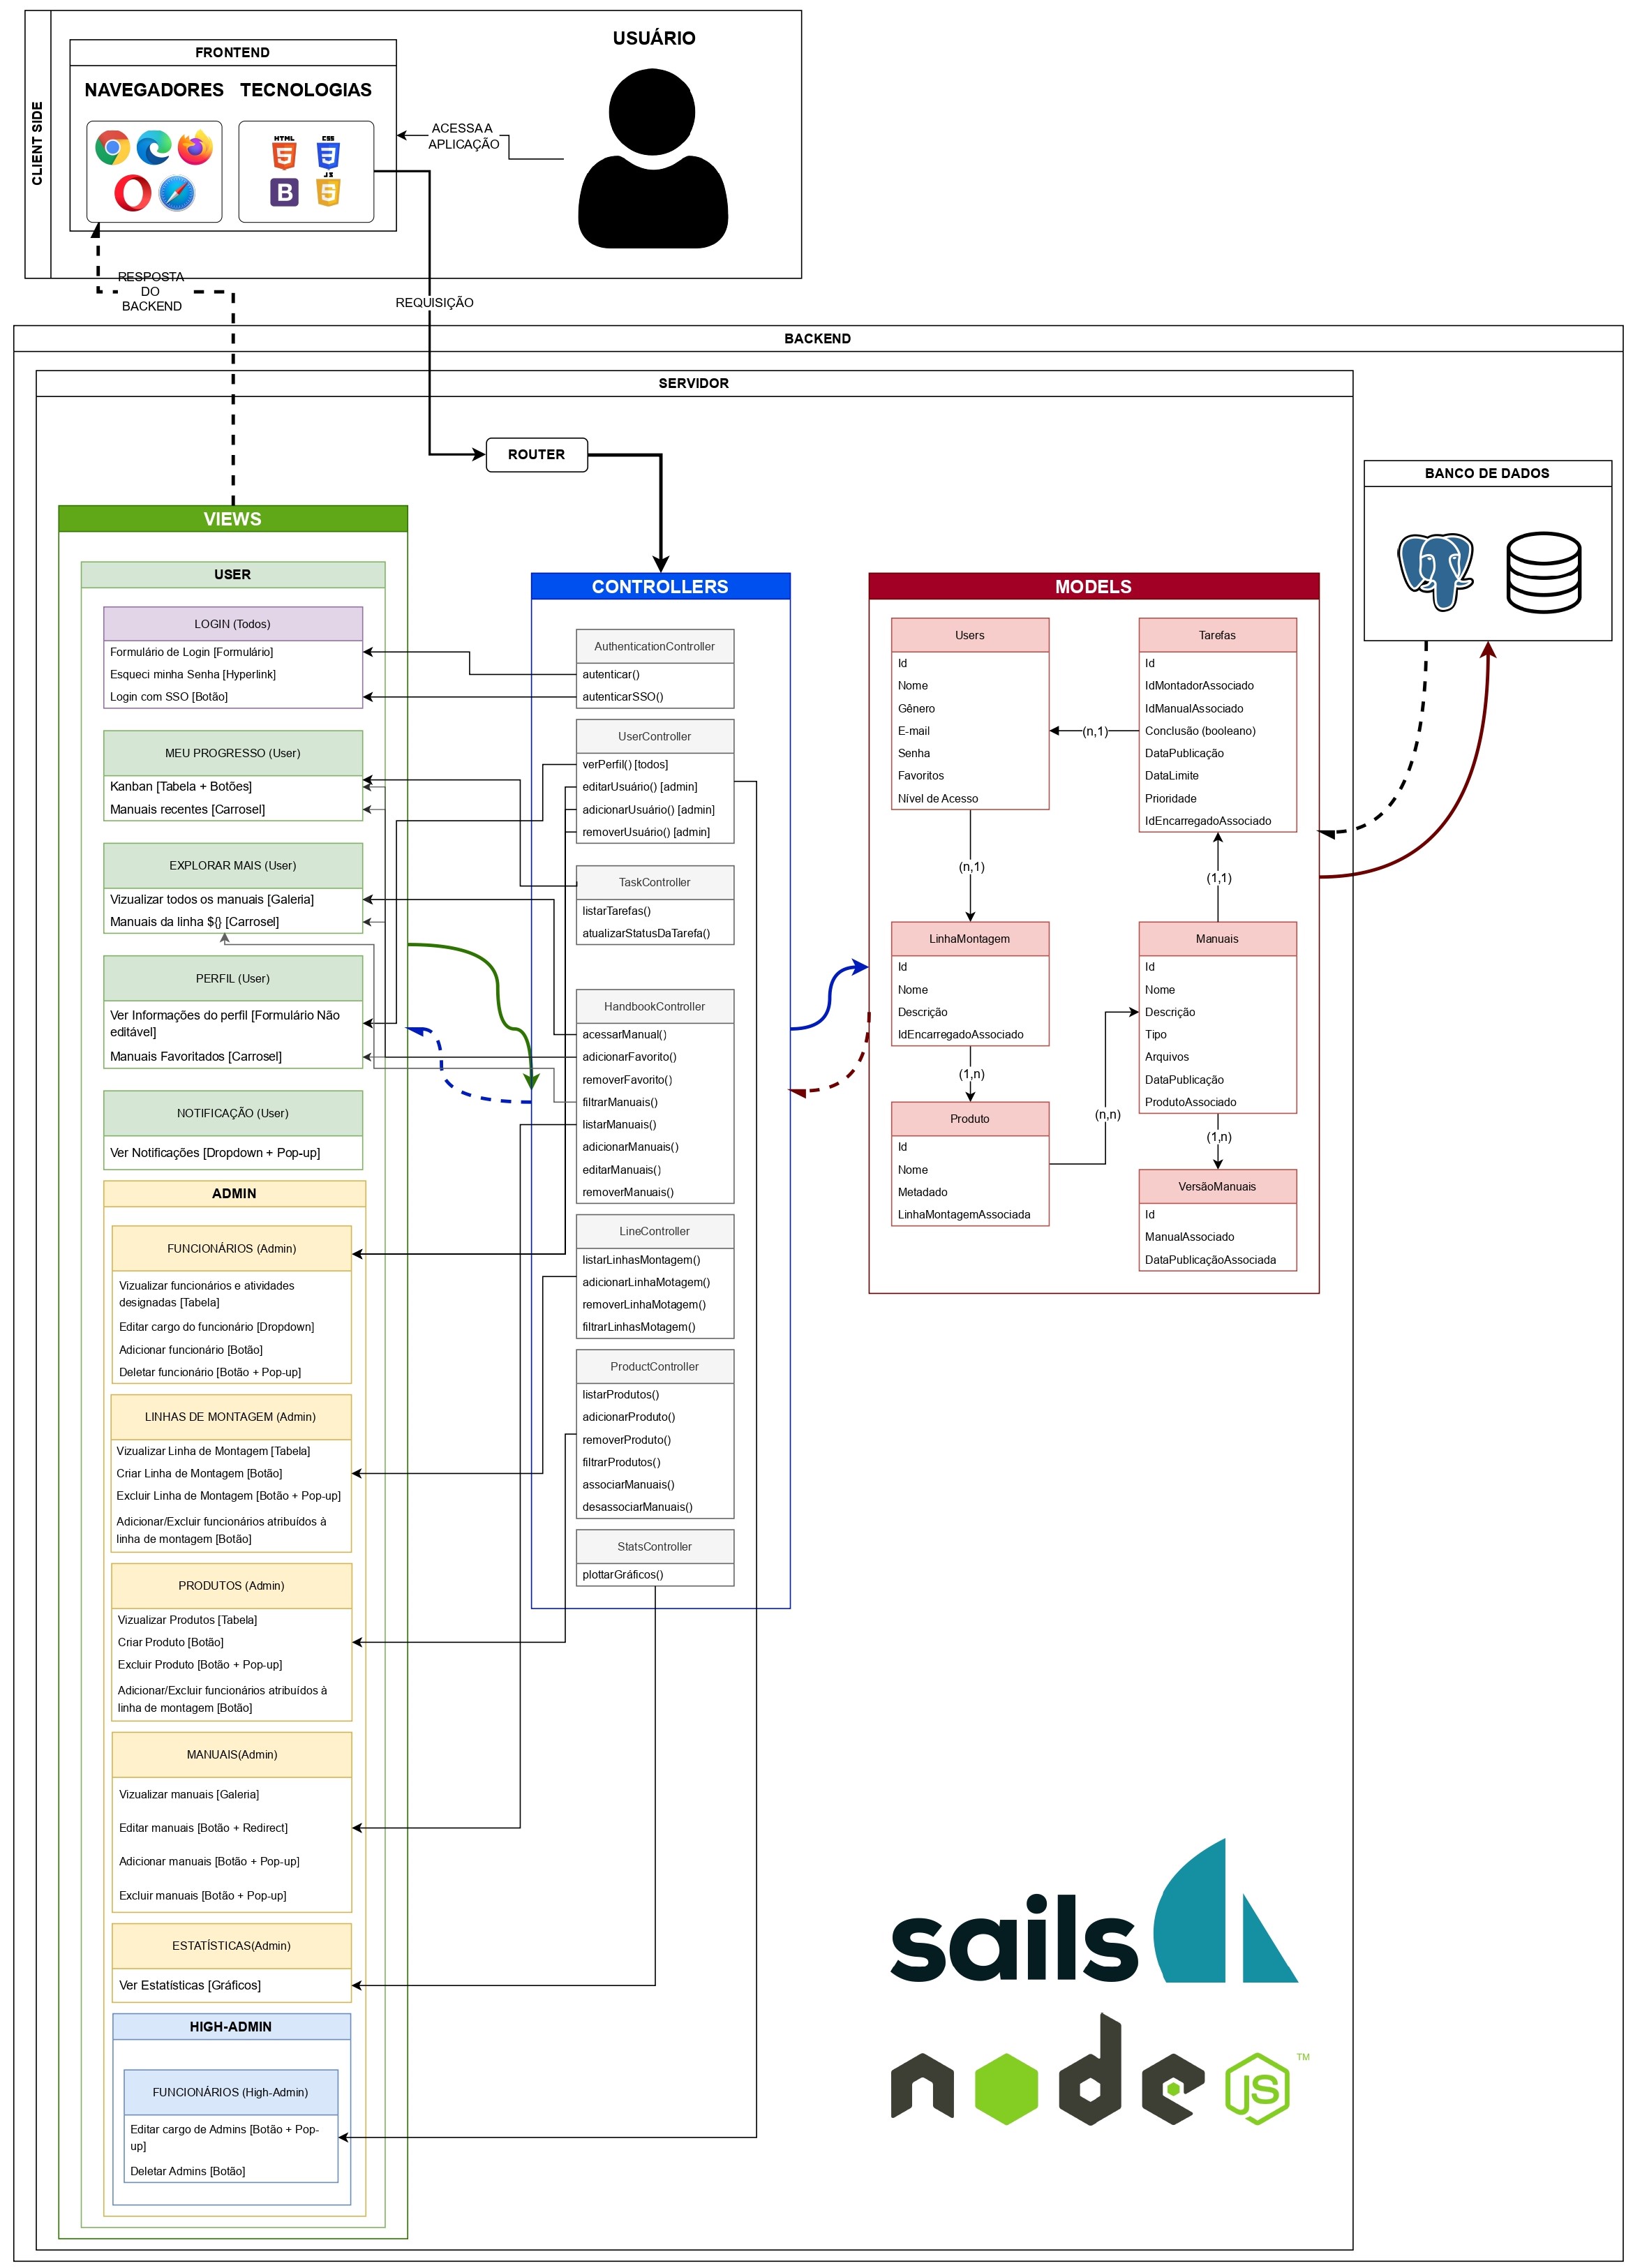 CLIENT SIDE
FRONTEND
NAVEGADORES
TECNOLOGIAS
HTML
5
CSS
3
B
JS
5
USUÁRIO
ACESSA A
APLICAÇÃO
RESPOSTA
DO
BACKEND
REQUISIÇÃO
BACKEND
SERVIDOR
ROUTER
BANCO DE DADOS
VIEWS
USER
LOGIN (Todos)
Formulário de Login [Formulário]
Esqueci minha Senha [Hyperlink]
Login com SSO [Botão]
MEU PROGRESSO (User)
Kanban [Tabela + Botões]
Manuais recentes [Carrosel]
EXPLORAR MAIS (User)
Vizualizar todos os manuais [Galeria]
Manuais da linha ${} [Carrosel]
PERFIL (User)
Ver Informações do perfil [Formulário Não
editável]
Manuais Favoritados [Carrosel]
NOTIFICAÇÃO (User)
Ver Notificações [Dropdown + Pop-up]
ADMIN
FUNCIONÁRIOS (Admin)
Vizualizar funcionários e atividades
designadas [Tabela]
Editar cargo do funcionário [Dropdown]
Adicionar funcionário [Botão]
Deletar funcionário [Botão + Pop-up]
LINHAS DE MONTAGEM (Admin)
Vizualizar Linha de Montagem [Tabela]
Criar Linha de Montagem [Botão]
Excluir Linha de Montagem [Botão + Pop-up]
Adicionar/Excluir funcionários atribuídos à
linha de montagem [Botão]
PRODUTOS (Admin)
Vizualizar Produtos [Tabela]
Criar Produto [Botão]
Excluir Produto [Botão + Pop-up]
Adicionar/Excluir funcionários atribuídos à
linha de montagem [Botão]
MANUAIS(Admin)
Vizualizar manuais [Galeria]
Editar manuais [Botão + Redirect]
Adicionar manuais [Botão + Pop-up]
Excluir manuais [Botão + Pop-up]
ESTATÍSTICAS(Admin)
Ver Estatísticas [Gráficos]
HIGH-ADMIN
FUNCIONÁRIOS (High-Admin)
Editar cargo de Admins [Botão + Pop-
up]
Deletar Admins [Botão]
CONTROLLERS
AuthenticationController
autenticar()
autenticarSSO()
UserController
verPerfil() [todos]
editarUsuário() [admin]
adicionarUsuário() [admin]
removerUsuário() [admin]
TaskController
listarTarefas()
atualizarStatusDaTarefa()
HandbookController
acessarManual()
adicionarFavorito()
removerFavorito()
filtrarManuais()
listarManuais()
adicionarManuais()
editarManuais()
removerManuais()
LineController
listarLinhasMontagem()
adicionarLinhaMotagem()
removerLinhaMotagem()
filtrarLinhasMotagem()
ProductController
listarProdutos()
adicionarProduto()
removerProduto()
filtrarProdutos()
associarManuais()
desassociarManuais()
StatsController
plottarGráficos()
MODELS
Users
Id
Nome
Gênero
E-mail
Senha
Favoritos
Nível de Acesso
(n,1)
Tarefas
Id
IdMontadorAssociado
IdManualAssociado
Conclusão (booleano)
DataPublicação
DataLimite
Prioridade
IdEncarregadoAssociado
(n,1)
(1,1)
LinhaMontagem
Id
Nome
Descrição
IdEncarregadoAssociado
(1,n)
Manuais
Id
Nome
Descrição
Tipo
Arquivos
DataPublicação
ProdutoAssociado
(n,n)
(1,n)
Produto
Id
Nome
Metadado
LinhaMontagemAssociada
VersãoManuais
Id
ManualAssociado
DataPublicaçãoAssociada
sails
node
JS
TM